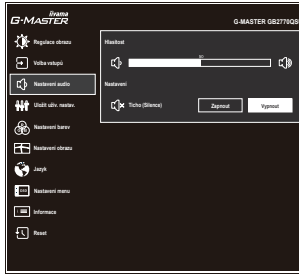 iiyama
G-MASTER
G-MASTER GB2770QS
Regulace obrazu
Volba vstupů
Nastavení audio
Uložit uživ. nastav.
Nastavení barev
Nastavení obrazu
Jazyk
OSD
Nastavení menu
Informace
Reset
Hlasitost
50
Nastavení
Ticho (Silence)
Zapnout
Vypnout